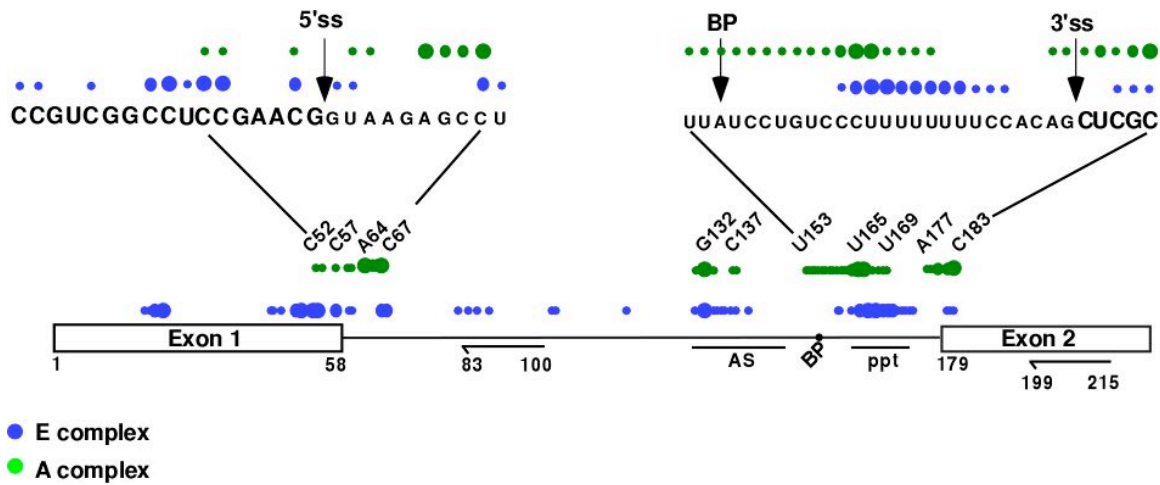 5'ss BP 3'ss
CCGUCGGCCUCCGAACGGUAAGAGCCU UUAUCCUGUCCCUUUUUUUUCCACAGCUCGC
C52 C57 A64 C67 G132 C137 U153 U165 U169 A177 C183
Exon 1 Exon 2
1 58 83 100 AS BP ppt 179 199 215
E complex
A complex